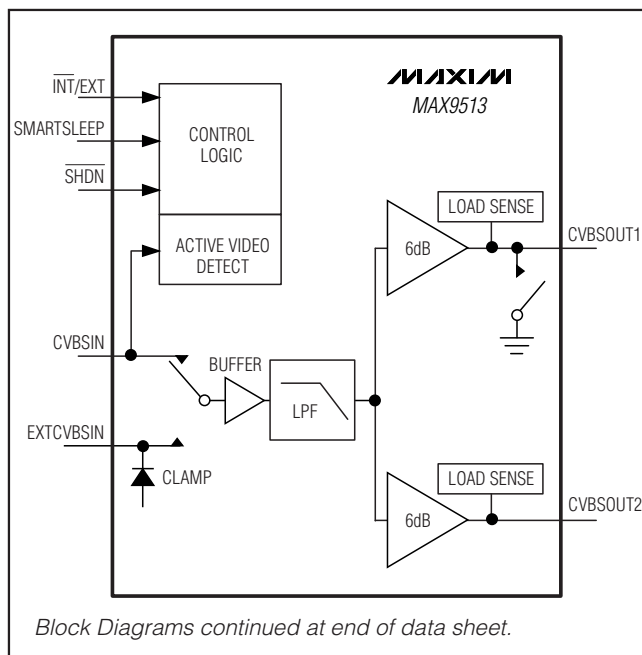 MAXIM
MAX9513
INT/EXT
SMARTSLEEP
SHDN
CONTROL
LOGIC
ACTIVE VIDEO
DETECT
CVBSIN
EXTCVBSIN
CLAMP
BUFFER
LPF
6dB
LOAD SENSE
CVBSOUT1
6dB
LOAD SENSE
CVBSOUT2
Block Diagrams continued at end of data sheet.